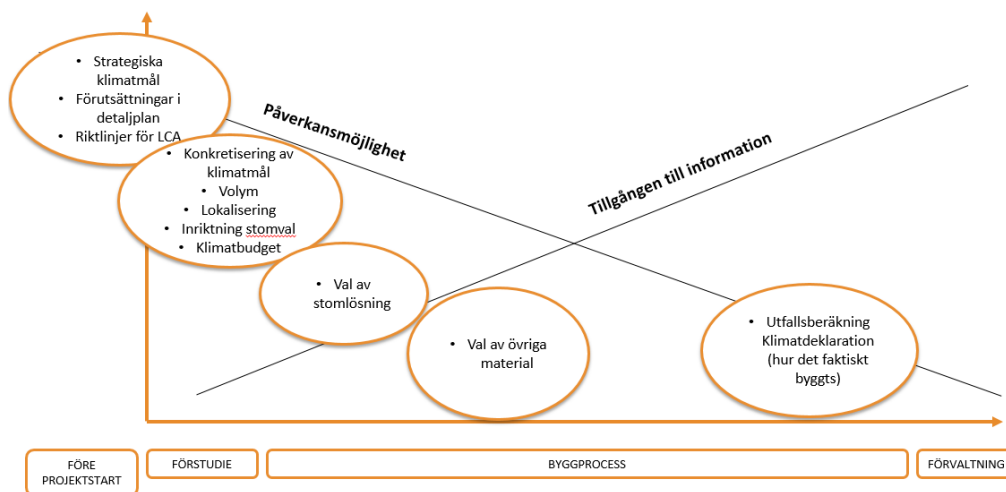 • Strategiska
klimatmål
• Förutsättningar i
detaljplan
• Riktlinjer för LCA
Påverkansmöjlighet
Tillgången till information
• Konkretisering av
klimatmål
• Volym
• Lokalisering
• Inriktning stomval
• Klimatbudget
• Val av
stomlösning
• Val av övriga
material
• Utfallsberäkning
Klimatdeklaration
(hur det faktiskt
byggts)
FÖRE
PROJEKTSTART
FÖRSTUDIE
BYGGPROCESS
FÖRVALTNING